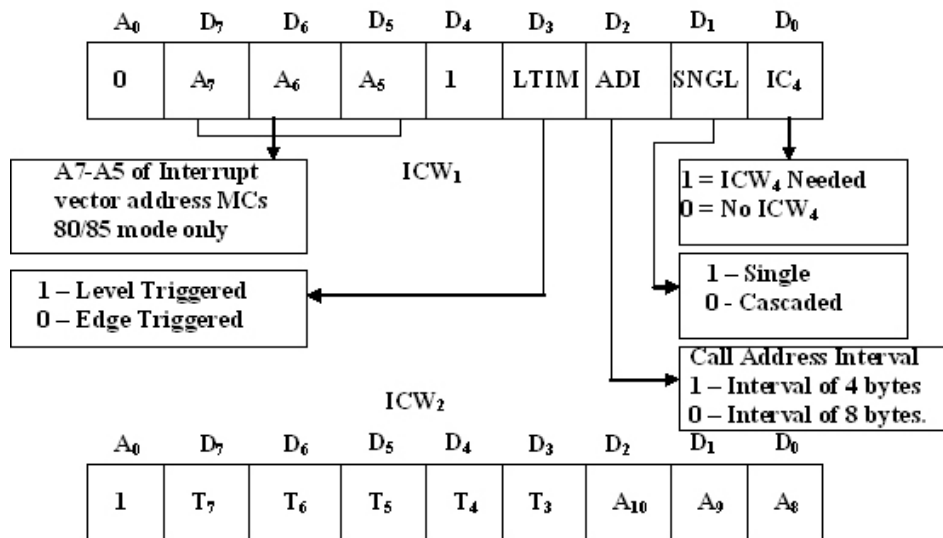 A₀ D₇ D₆ D₅ D₄ D₃ D₂ D₁ D₀
0 A₇ A₆ A₅ 1 LTIM ADI SNGL IC₄
A7-A5 of Interrupt
vector address MCs
80/85 mode only
ICW₁
1 = ICW₄ Needed
0 = No ICW₄
1 – Level Triggered
0 – Edge Triggered
1 – Single
0 - Cascaded
Call Address Interval
1 – Interval of 4 bytes
0 – Interval of 8 bytes.
ICW₂
A₀ D₇ D₆ D₅ D₄ D₃ D₂ D₁ D₀
1 T₇ T₆ T₅ T₄ T₃ A₁₀ A₉ A₈